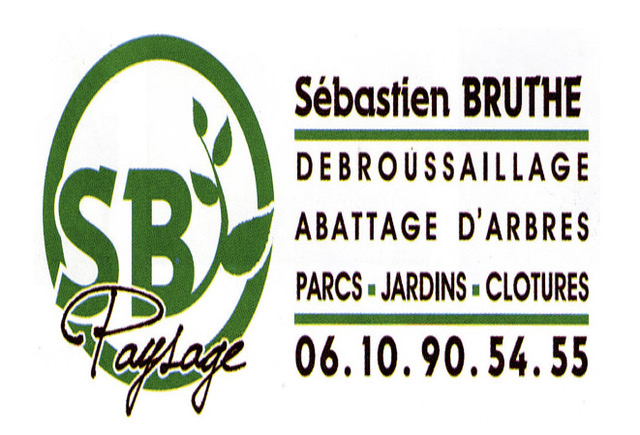 SB
Paysage
Sébastien BRUTHE
DEBROUSSAILLAGE
ABATTAGE D'ARBRES
PARCS - JARDINS - CLOTURES
06.10.90.54.55